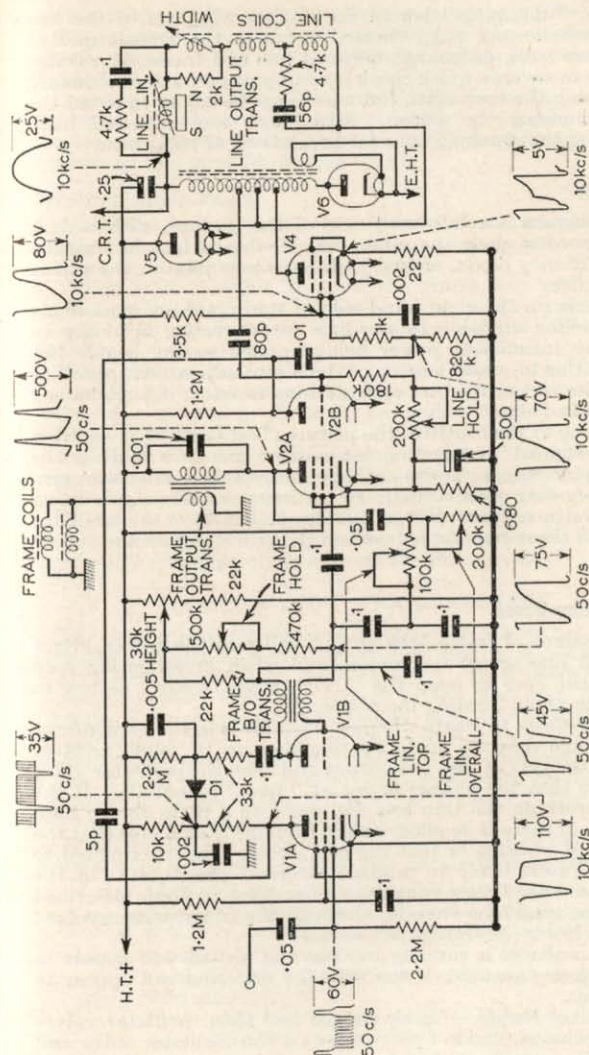 35V
50c/s
FRAME COILS
50c/s
500V
80V
10kc/s
25V
10kc/s
WIDTH
LINE COILS
H.T.+
5p
.001
C.R.T.
.25
4.7k
.1
LINE LIN.
S N
2k
4.7k
56p
LINE OUTPUT
TRANS.
1.2M
10k
2.2
M
.005
30k
HEIGHT
FRAME
OUTPUT
TRANS.
1.2M
3.5k
V5
.002
D1
33k
22k
500k
22k
FRAME
HOLD
80p
.01
V6
E.H.T.
.1
FRAME
B/O
TRANS.
470k
V1A
V1B
.1
V2A
V2B
V4
.05
.1
60V
50c/s
2.2M
FRAME
LIN.
TOP
FRAME
LIN.
OVERALL
.1
.1
.1
100k
.05
200k
680
180k
200k
LINE
HOLD
500
1k
820k
.002
22
110V
10kc/s
45V
50c/s
75V
50c/s
70V
10kc/s
5V
10kc/s